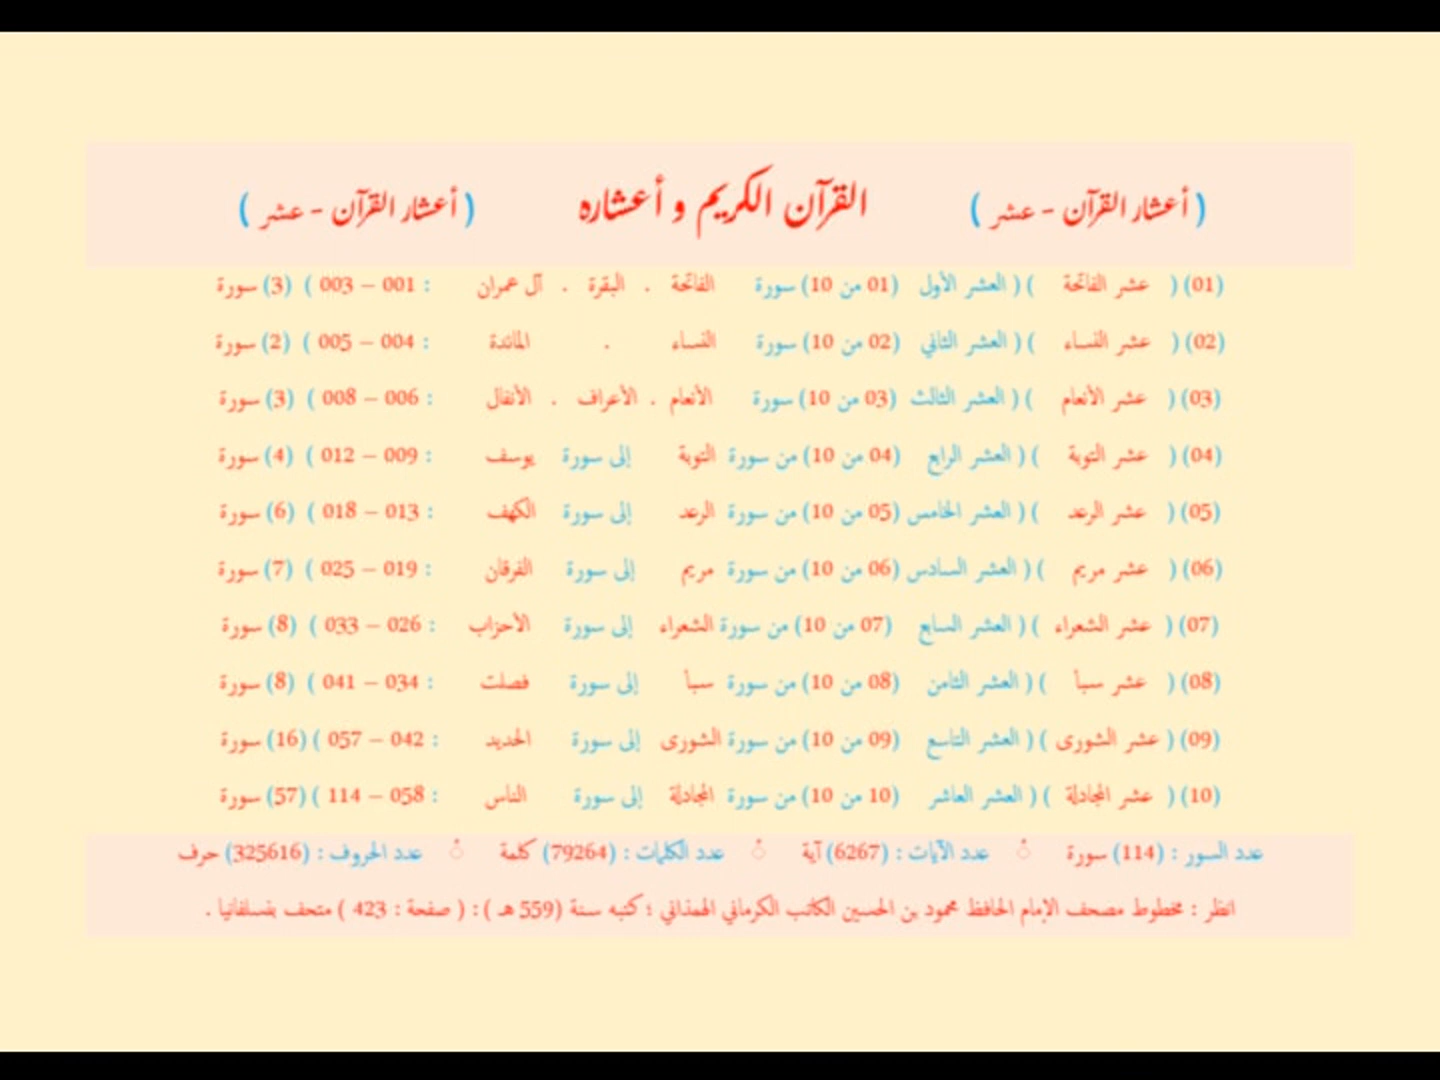 ( أعشار القرآن - عشر ) القرآن الكريم و أعشاره ( أعشار القرآن - عشر )
(01) ( عشر الفاتحة ) ( العشر الأول (01 من 10) سورة الفاتحة . البقرة . آل عمران : 001 – 003 ) (3) سورة
(02) ( عشر النساء ) ( العشر الثاني (02 من 10) سورة النساء . المائدة : 004 – 005 ) (2) سورة
(03) ( عشر الأنعام ) ( العشر الثالث (03 من 10) سورة الأنعام . الأعراف . الأنفال : 006 – 008 ) (3) سورة
(04) ( عشر التوبة ) ( العشر الرابع (04 من 10) من سورة التوبة إلى سورة يوسف : 009 – 012 ) (4) سورة
(05) ( عشر الرعد ) ( العشر الخامس (05 من 10) من سورة الرعد إلى سورة الكهف : 013 – 018 ) (6) سورة
(06) ( عشر مريم ) ( العشر السادس (06 من 10) من سورة مريم إلى سورة الفرقان : 019 – 025 ) (7) سورة
(07) ( عشر الشعراء ) ( العشر السابع (07 من 10) من سورة الشعراء إلى سورة الأحزاب : 026 – 033 ) (8) سورة
(08) ( عشر سبأ ) ( العشر الثامن (08 من 10) من سورة سبأ إلى سورة فصلت : 034 – 041 ) (8) سورة
(09) ( عشر الشورى ) ( العشر التاسع (09 من 10) من سورة الشورى إلى سورة الحديد : 042 – 057 ) (16) سورة
(10) ( عشر المجادلة ) ( العشر العاشر (10 من 10) من سورة المجادلة إلى سورة الناس : 058 – 114 ) (57) سورة
عدد السور : (114) سورة ْ عدد الآيات : (6267) آية ْ عدد الكلمات : (79264) كلمة ْ عدد الحروف : (325616) حرف
انظر : مخطوط مصحف الإمام الحافظ محمود بن الحسين الكاتب الكرماني الهمذاني ؛ كتبه سنة (559 هـ ) : ( صفحة : 423 ) متحف بنسلفانيا .